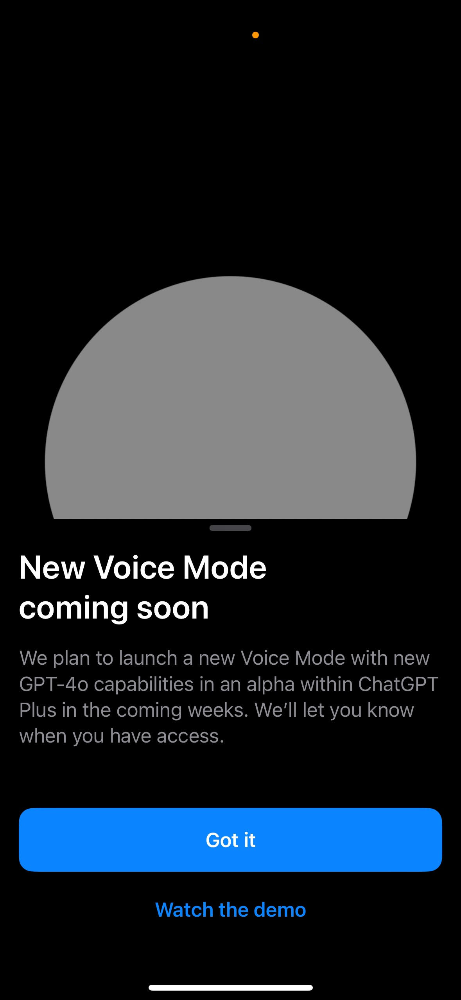 New Voice Mode
coming soon
We plan to launch a new Voice Mode with new
GPT-4o capabilities in an alpha within ChatGPT
Plus in the coming weeks. We’ll let you know
when you have access.
Got it
Watch the demo